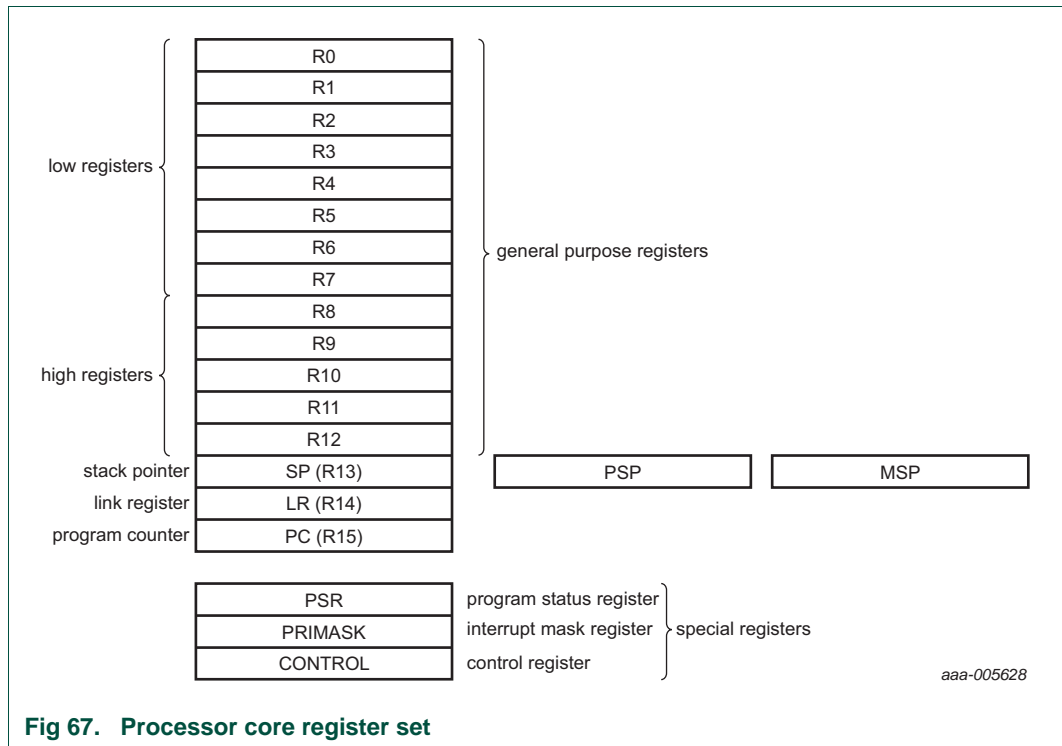 R0
R1
R2
R3
low registers
R4
R5
R6
general purpose registers
R7
R8
R9
high registers
R10
R11
R12
stack pointer SP (R13) PSP MSP
link register LR (R14)
program counter PC (R15)
PSR program status register
PRIMASK interrupt mask register special registers
CONTROL control register
aaa-005628
Fig 67. Processor core register set